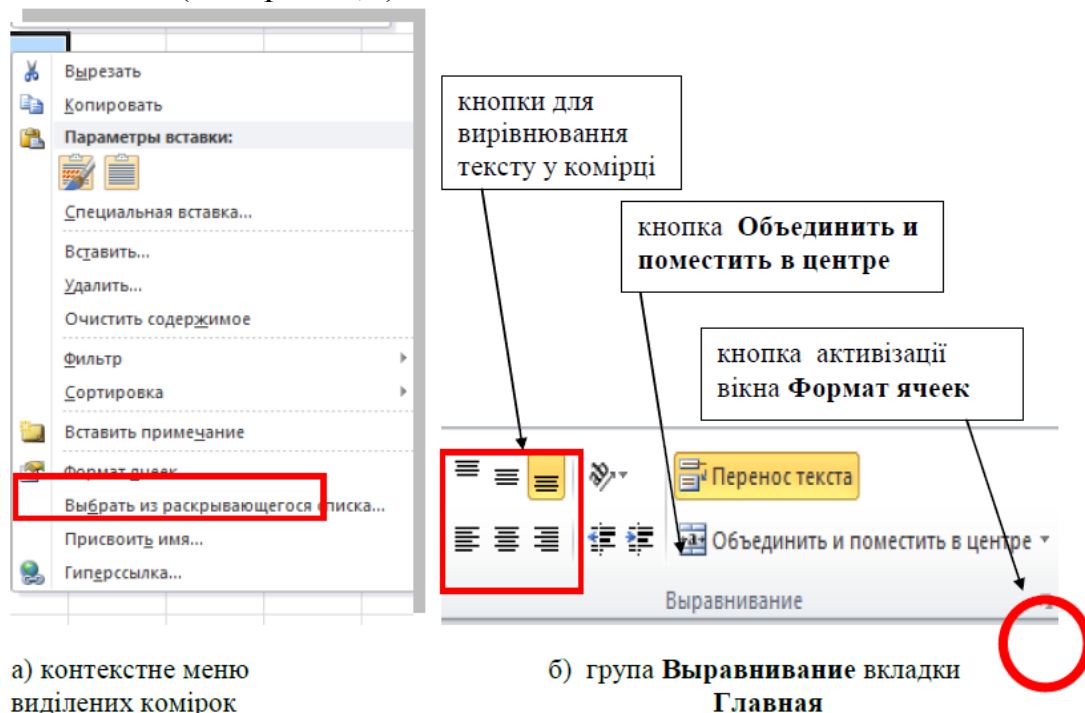 Вырезать
Копировать
Параметры вставки:
Специальная вставка...
Вставить...
Удалить...
Очистить содержимое
Фильтр
Сортировка
Вставить примечание
Формат ячеек
Выбрать из раскрывающегося списка...
Присвоить имя...
Гиперссылка...
а) контекстне меню
виділених комірок
кнопки для
вирівнювання
тексту у комірці
кнопка Объединить и
поместить в центре
кнопка активізації
вікна Формат ячеек
Перенос текста
Объединить и поместить в центре
Выравнивание
б) група Выравнивание вкладки
Главная